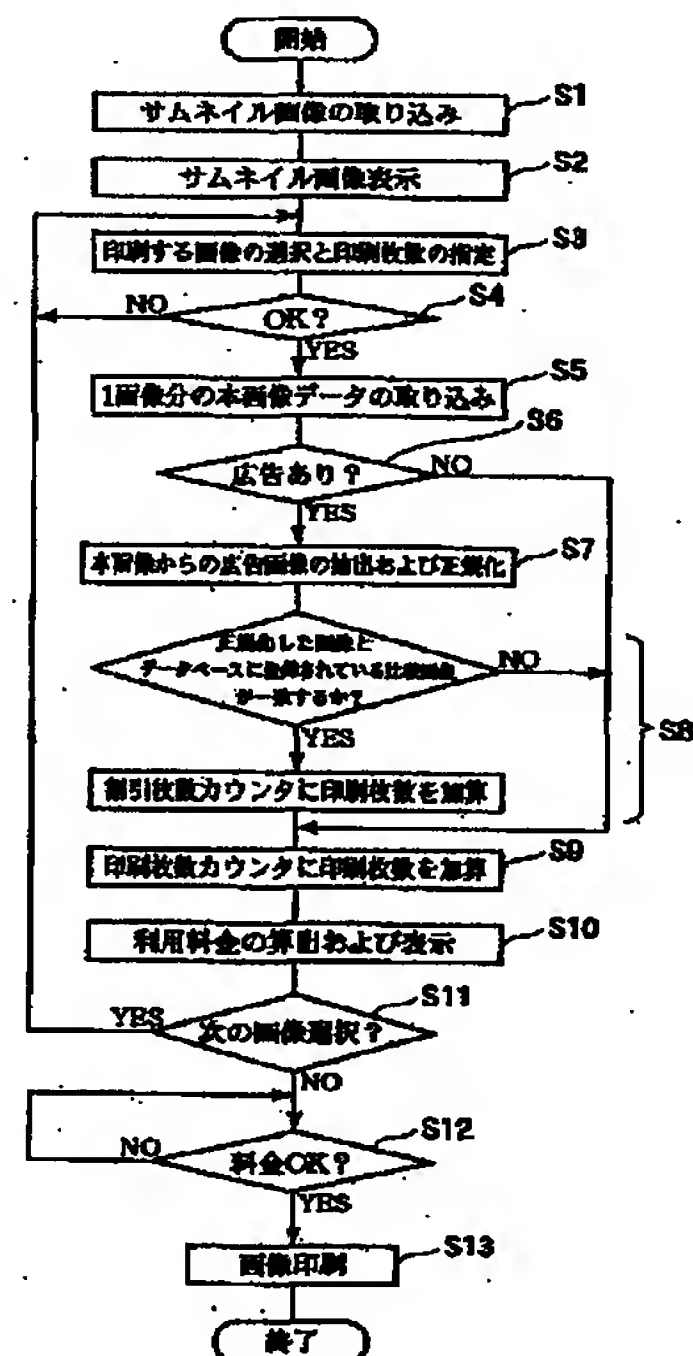 開始
サムネイル画像の取り込み
S1
サムネイル画像表示
S2
印刷する画像の選択と印刷枚数の指定
S3
OK?
S4
NO
YES
1画像分の本画像データの取り込み
S5
広告あり?
S6
NO
YES
本画像からの広告画像の抽出および正規化
S7
正規化した画像と
データベースに登録されている比較画像
が一致するか?
NO
YES
S8
割引枚数カウンタに印刷枚数を加算
印刷枚数カウンタに印刷枚数を加算
S9
利用料金の算出および表示
S10
次の画像選択?
S11
YES
NO
料金OK?
S12
NO
YES
画像印刷
S13
終了